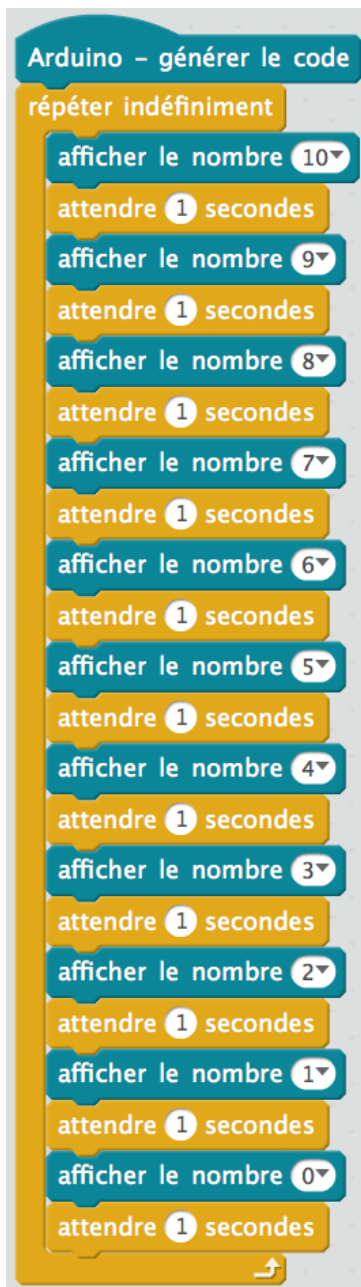 Arduino – générer le code
répéter indéfiniment
afficher le nombre 10
attendre 1 secondes
afficher le nombre 9
attendre 1 secondes
afficher le nombre 8
attendre 1 secondes
afficher le nombre 7
attendre 1 secondes
afficher le nombre 6
attendre 1 secondes
afficher le nombre 5
attendre 1 secondes
afficher le nombre 4
attendre 1 secondes
afficher le nombre 3
attendre 1 secondes
afficher le nombre 2
attendre 1 secondes
afficher le nombre 1
attendre 1 secondes
afficher le nombre 0
attendre 1 secondes